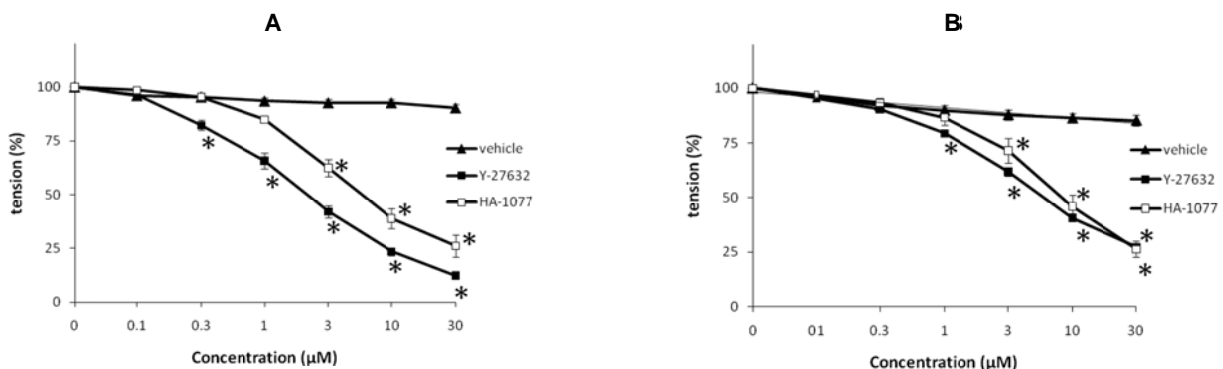 A
100
75
50
25
0
tension (%)
0 0.1 0.3 1 3 10 30
Concentration (µM)
vehicle
Y-27632
HA-1077
* * * * *
* * *
B
100
75
50
25
0
tension (%)
0 01 0.3 1 3 10 30
Concentration (µM)
vehicle
Y-27632
HA-1077
* * * *
* * *